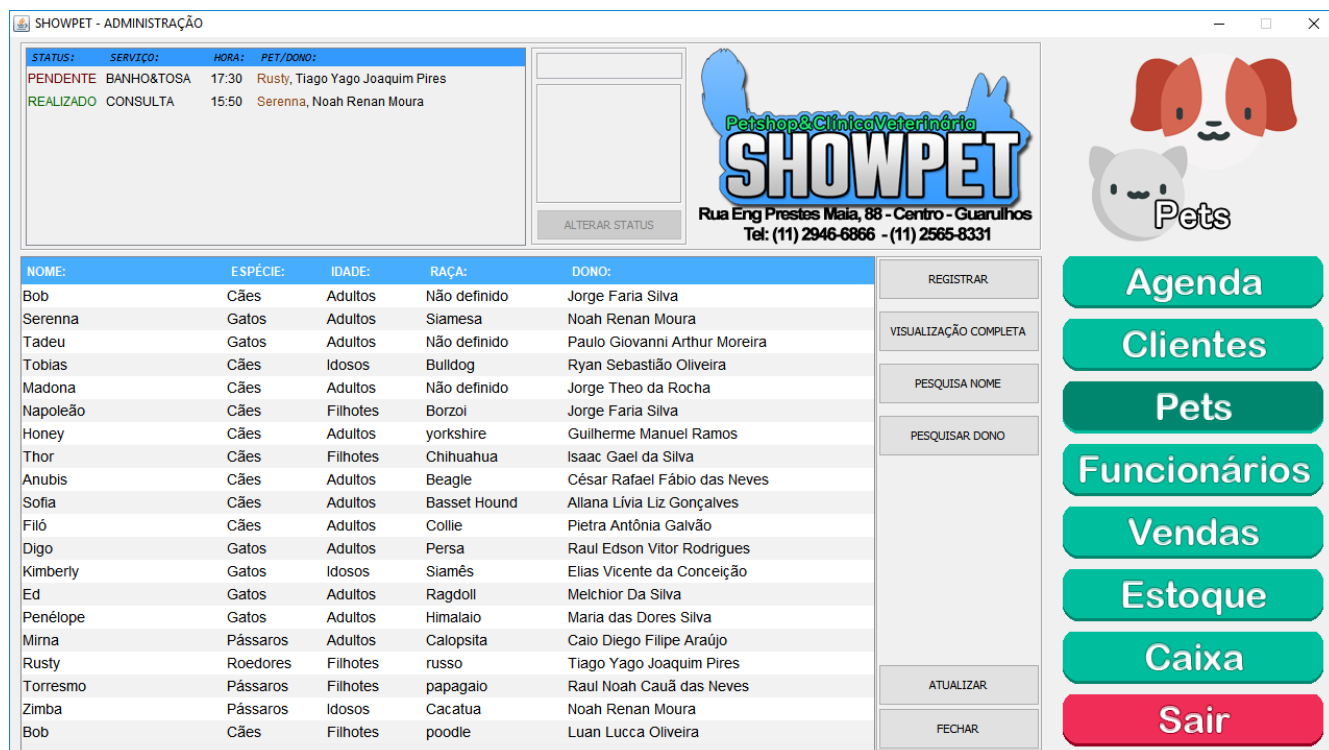 SHOWPET - ADMINISTRAÇÃO
STATUS: SERVIÇO: HORA: PET/DONO:
PENDENTE BANHO&TOSA 17:30 Rusty, Tiago Yago Joaquim Pires
REALIZADO CONSULTA 15:50 Serenna, Noah Renan Moura
ALTERAR STATUS
Petshop&ClínicaVeterinária
SHOWPET
Rua Eng Prestes Maia, 88 - Centro - Guarulhos
Tel: (11) 2946-6866 - (11) 2565-8331
Pets
NOME: ESPÉCIE: IDADE: RAÇA: DONO:
Bob Cães Adultos Não definido Jorge Faria Silva
Serenna Gatos Adultos Siamesa Noah Renan Moura
Tadeu Gatos Adultos Não definido Paulo Giovanni Arthur Moreira
Tobias Cães Idosos Bulldog Ryan Sebastião Oliveira
Madona Cães Adultos Não definido Jorge Theo da Rocha
Napoleão Cães Filhotes Borzoi Jorge Faria Silva
Honey Cães Adultos yorkshire Guilherme Manuel Ramos
Thor Cães Filhotes Chihuahua Isaac Gael da Silva
Anubis Cães Adultos Beagle César Rafael Fábio das Neves
Sofia Cães Adultos Basset Hound Allana Lívia Liz Gonçalves
Filó Cães Adultos Collie Pietra Antônia Galvão
Digo Gatos Adultos Persa Raul Edson Vitor Rodrigues
Kimberly Gatos Idosos Siamês Elias Vicente da Conceição
Ed Gatos Adultos Ragdoll Melchior Da Silva
Penélope Gatos Adultos Himalaio Maria das Dores Silva
Mirna Pássaros Adultos Calopsita Caio Diego Filipe Araújo
Rusty Roedores Filhotes russo Tiago Yago Joaquim Pires
Torresmo Pássaros Filhotes papagaio Raul Noah Cauã das Neves
Zimba Pássaros Idosos Cacatua Noah Renan Moura
Bob Cães Filhotes poodle Luan Lucca Oliveira
REGISTRAR
VISUALIZAÇÃO COMPLETA
PESQUISA NOME
PESQUISAR DONO
ATUALIZAR
FECHAR
Agenda
Clientes
Pets
Funcionários
Vendas
Estoque
Caixa
Sair